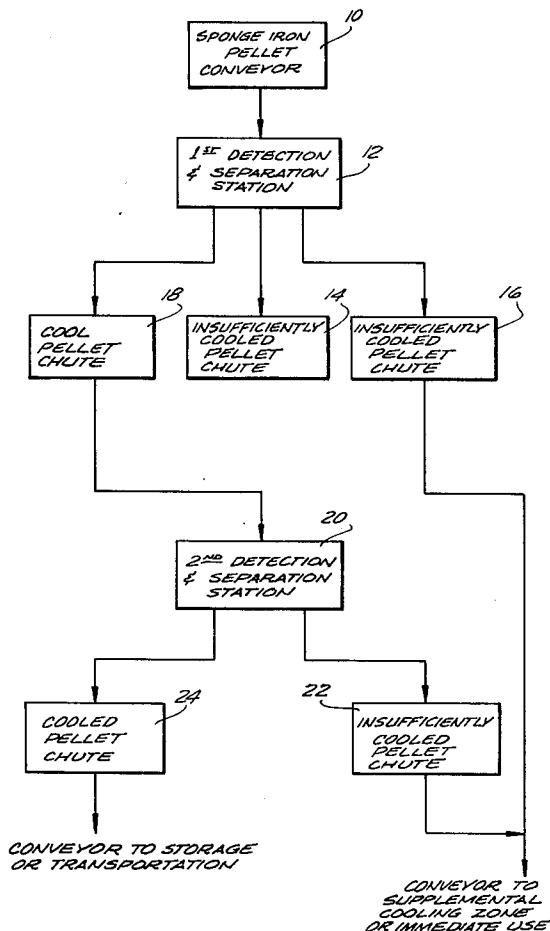 10
SPONGE IRON
PELLET
CONVEYOR
1ST DETECTION
& SEPARATION
STATION
12
18
COOL
PELLET
CHUTE
14
INSUFFICIENTLY
COOLED
PELLET
CHUTE
16
INSUFFICIENTLY
COOLED
PELLET
CHUTE
20
2ND DETECTION
& SEPARATION
STATION
24
COOLED
PELLET
CHUTE
22
INSUFFICIENTLY
COOLED
PELLET
CHUTE
CONVEYOR TO STORAGE
OR TRANSPORTATION
CONVEYOR TO
SUPPLEMENTAL
COOLING ZONE
OR IMMEDIATE USE